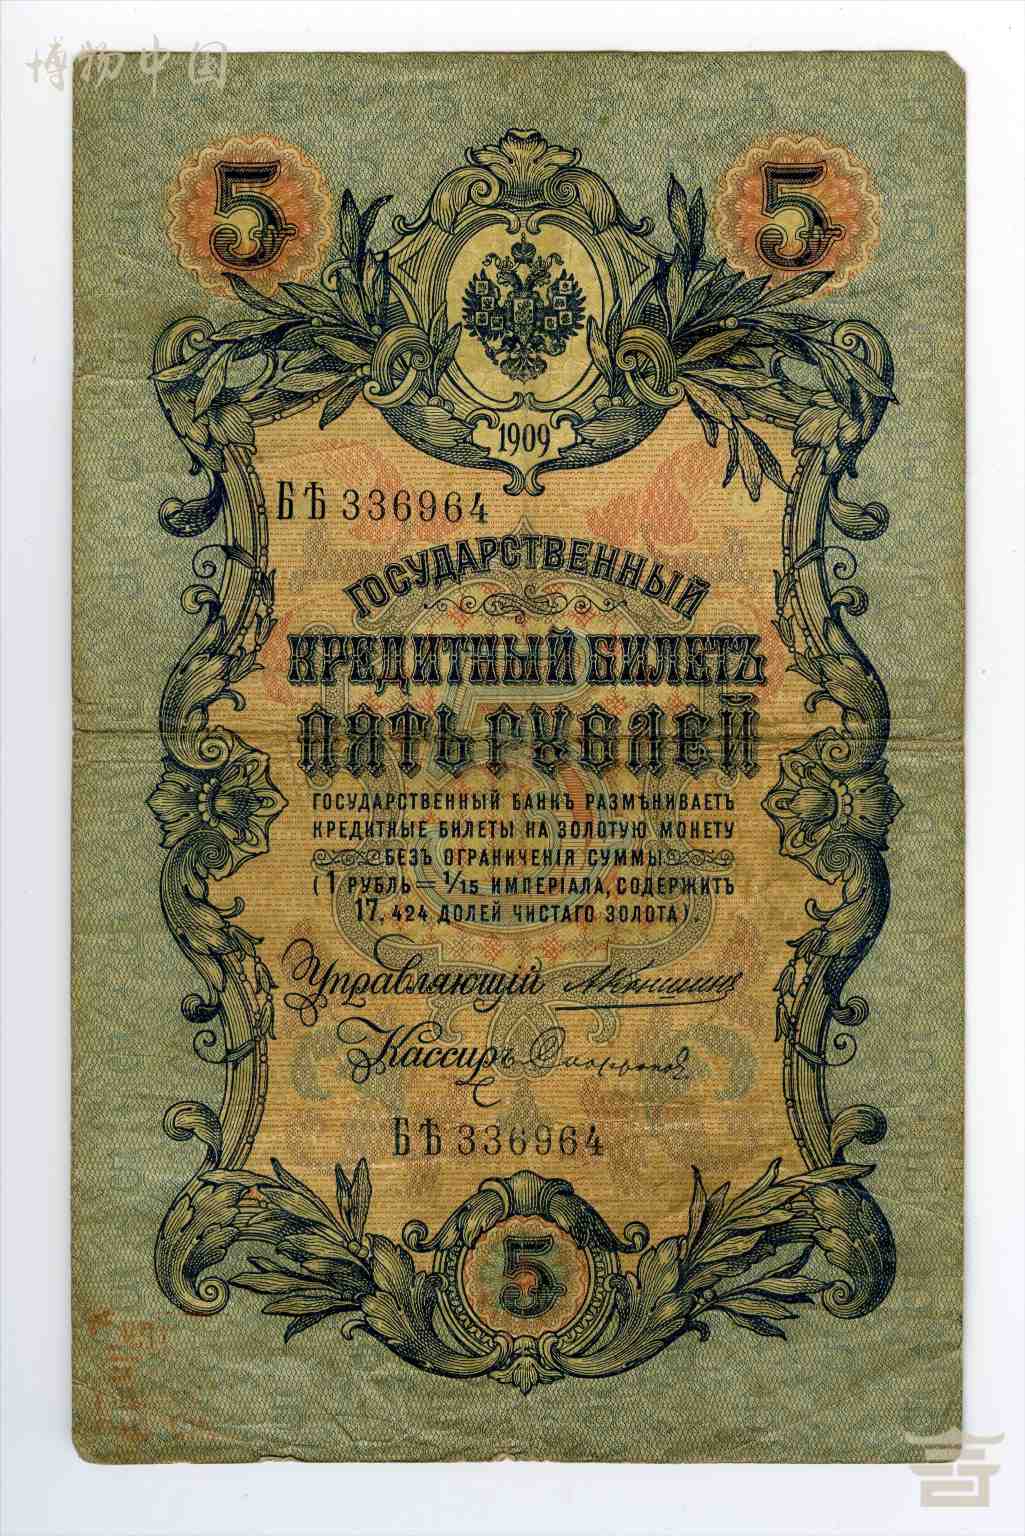 博物中国
5 5
1909
БѢ 336964
ГОСУДАРСТВЕННЫЙ
КРЕДИТНЫЙ БИЛЕТЪ
ПЯТЬ РУБЛЕЙ
ГОСУДАРСТВЕННЫЙ БАНКЪ РАЗМѢНИВАЕТЪ
КРЕДИТНЫЕ БИЛЕТЫ НА ЗОЛОТУЮ МОНЕТУ
БЕЗЪ ОГРАНИЧЕНІЯ СУММЫ
(1 РУБЛЬ = 1/15 ИМПЕРІАЛА, СОДЕРЖИТЪ
17,424 ДОЛЕЙ ЧИСТАГО ЗОЛОТА).
Управляющій АКоншинъ
Кассиръ
БѢ 336964
5